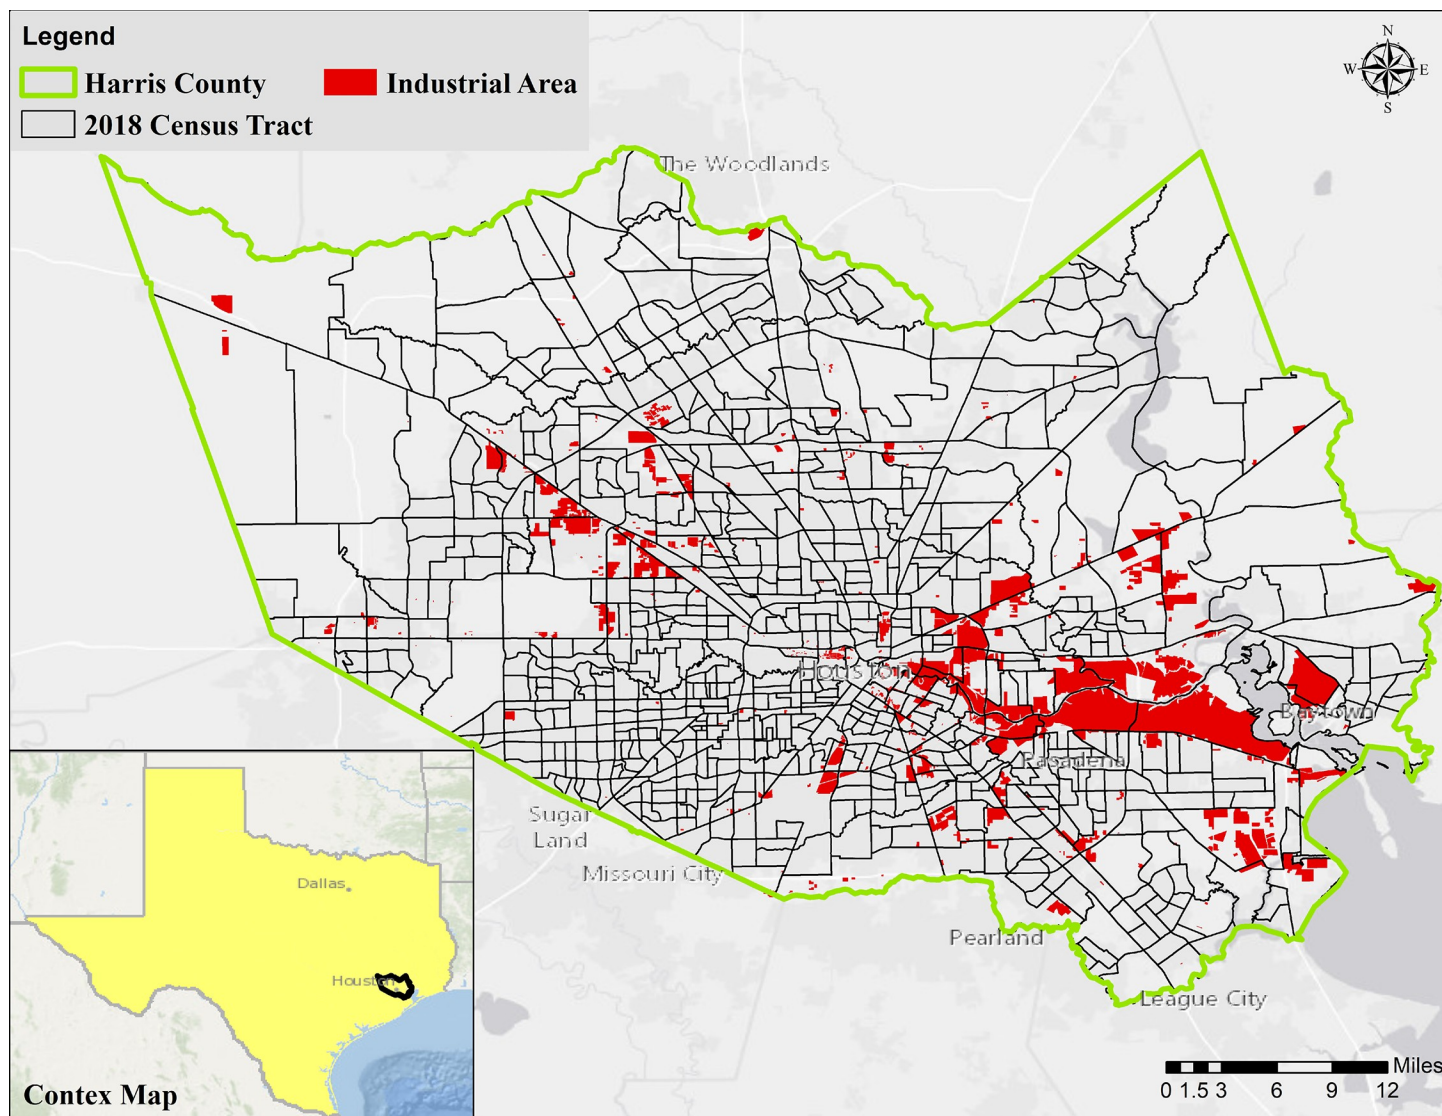 Legend
Harris County
Industrial Area
2018 Census Tract
N
W
E
S
The Woodlands
Houston
Baytown
Pasadena
Sugar
Land
Missouri City
Pearland
League City
Dallas
Houston
Contex Map
Miles
0 1.5 3 6 9 12